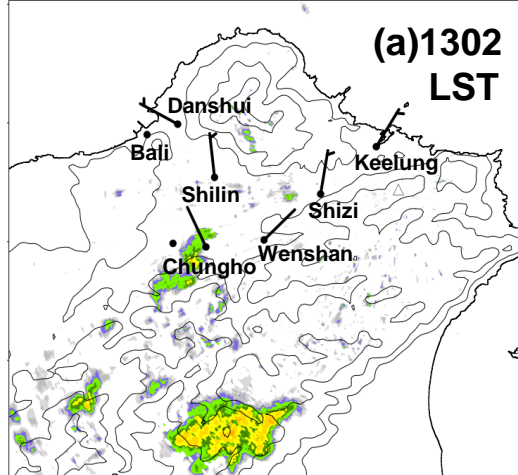 (a)1302
LST
Danshui
Bali
Keelung
Shilin
Shizi
Wenshan
Chungho